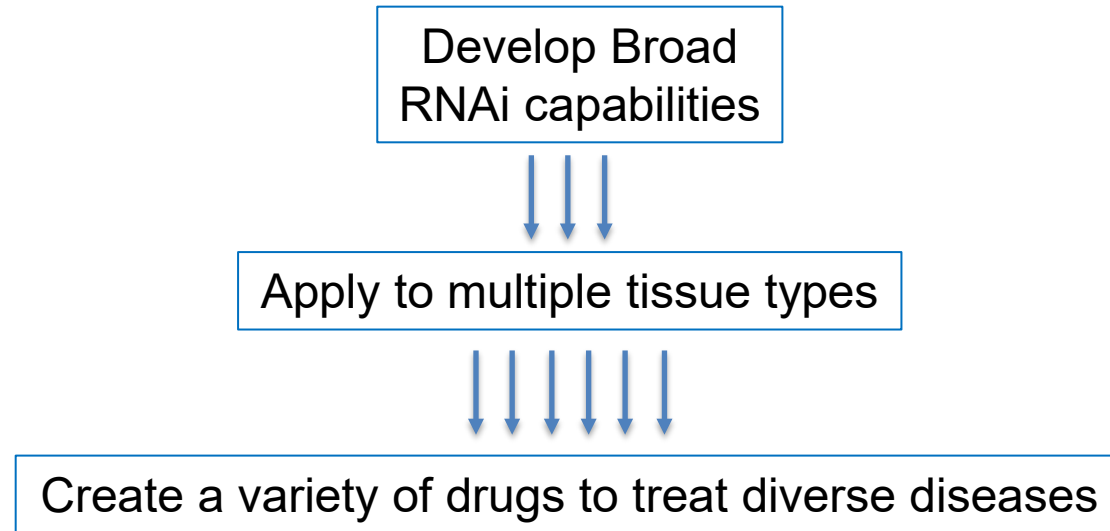 Develop Broad
RNAi capabilities
Apply to multiple tissue types
Create a variety of drugs to treat diverse diseases